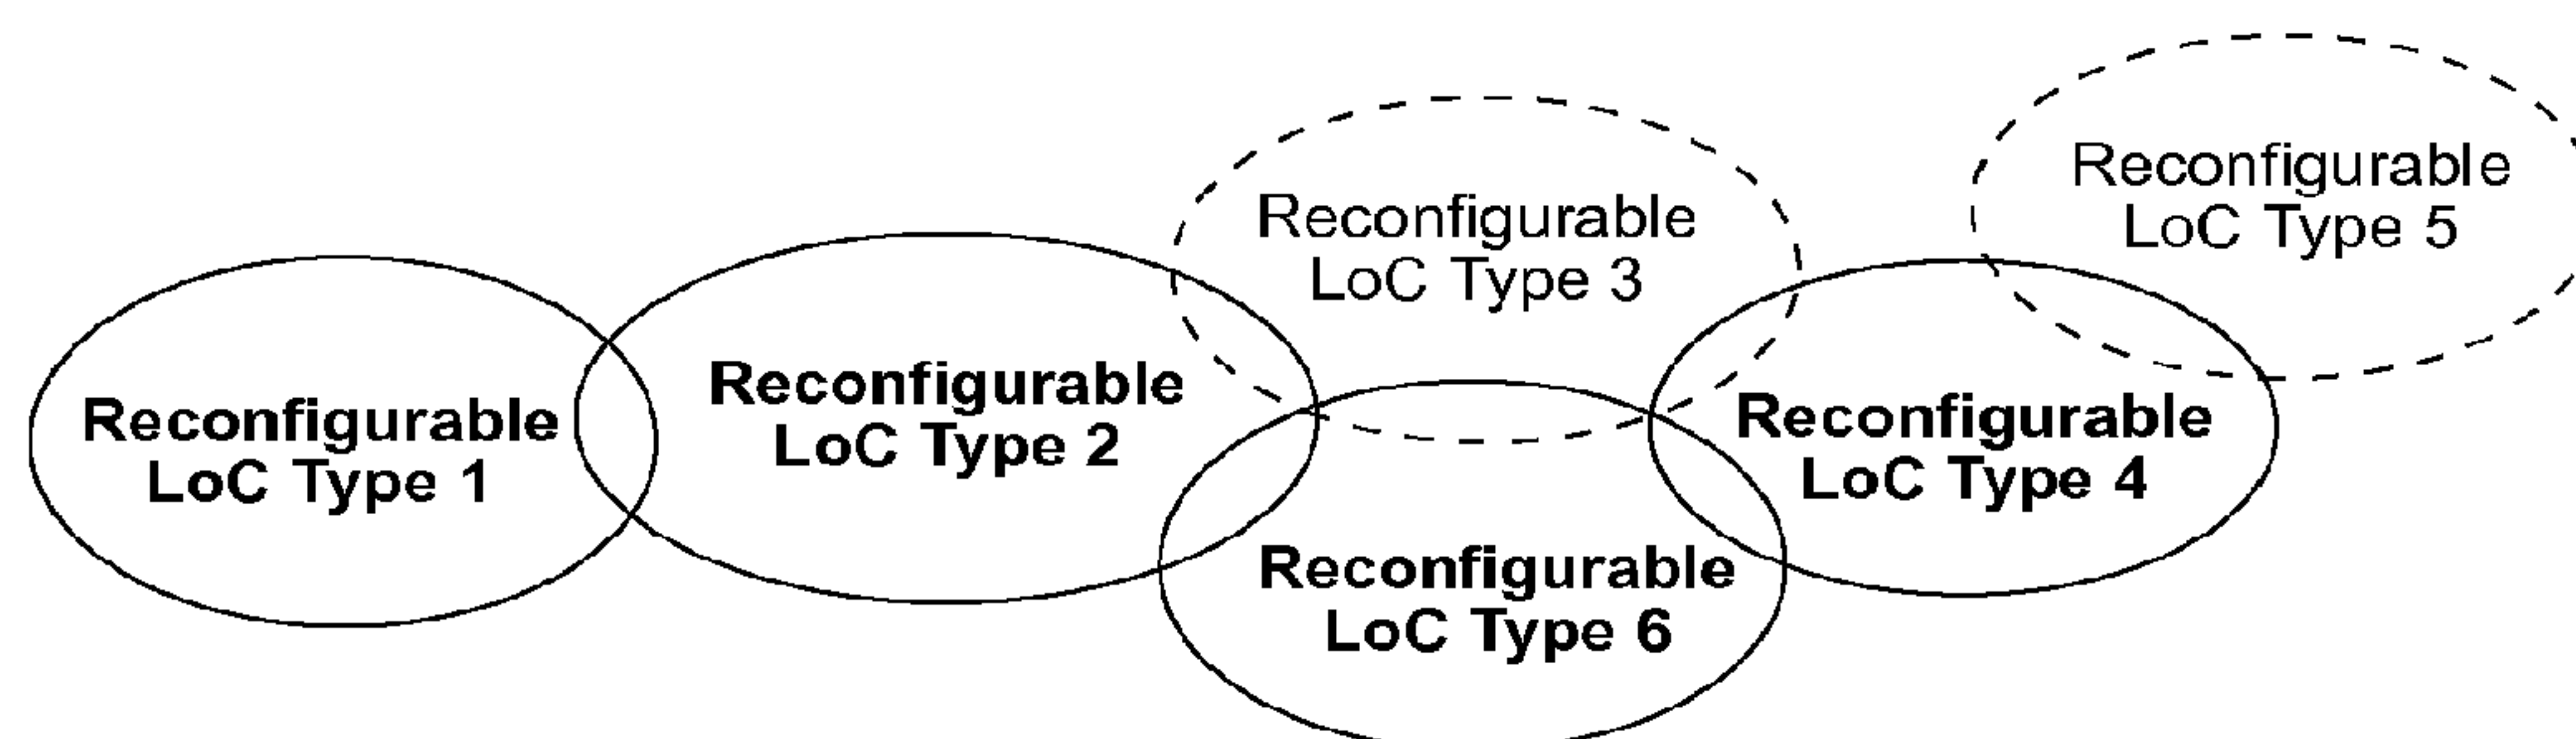 Reconfigurable
LoC Type 1
Reconfigurable
LoC Type 2
Reconfigurable
LoC Type 3
Reconfigurable
LoC Type 4
Reconfigurable
LoC Type 5
Reconfigurable
LoC Type 6